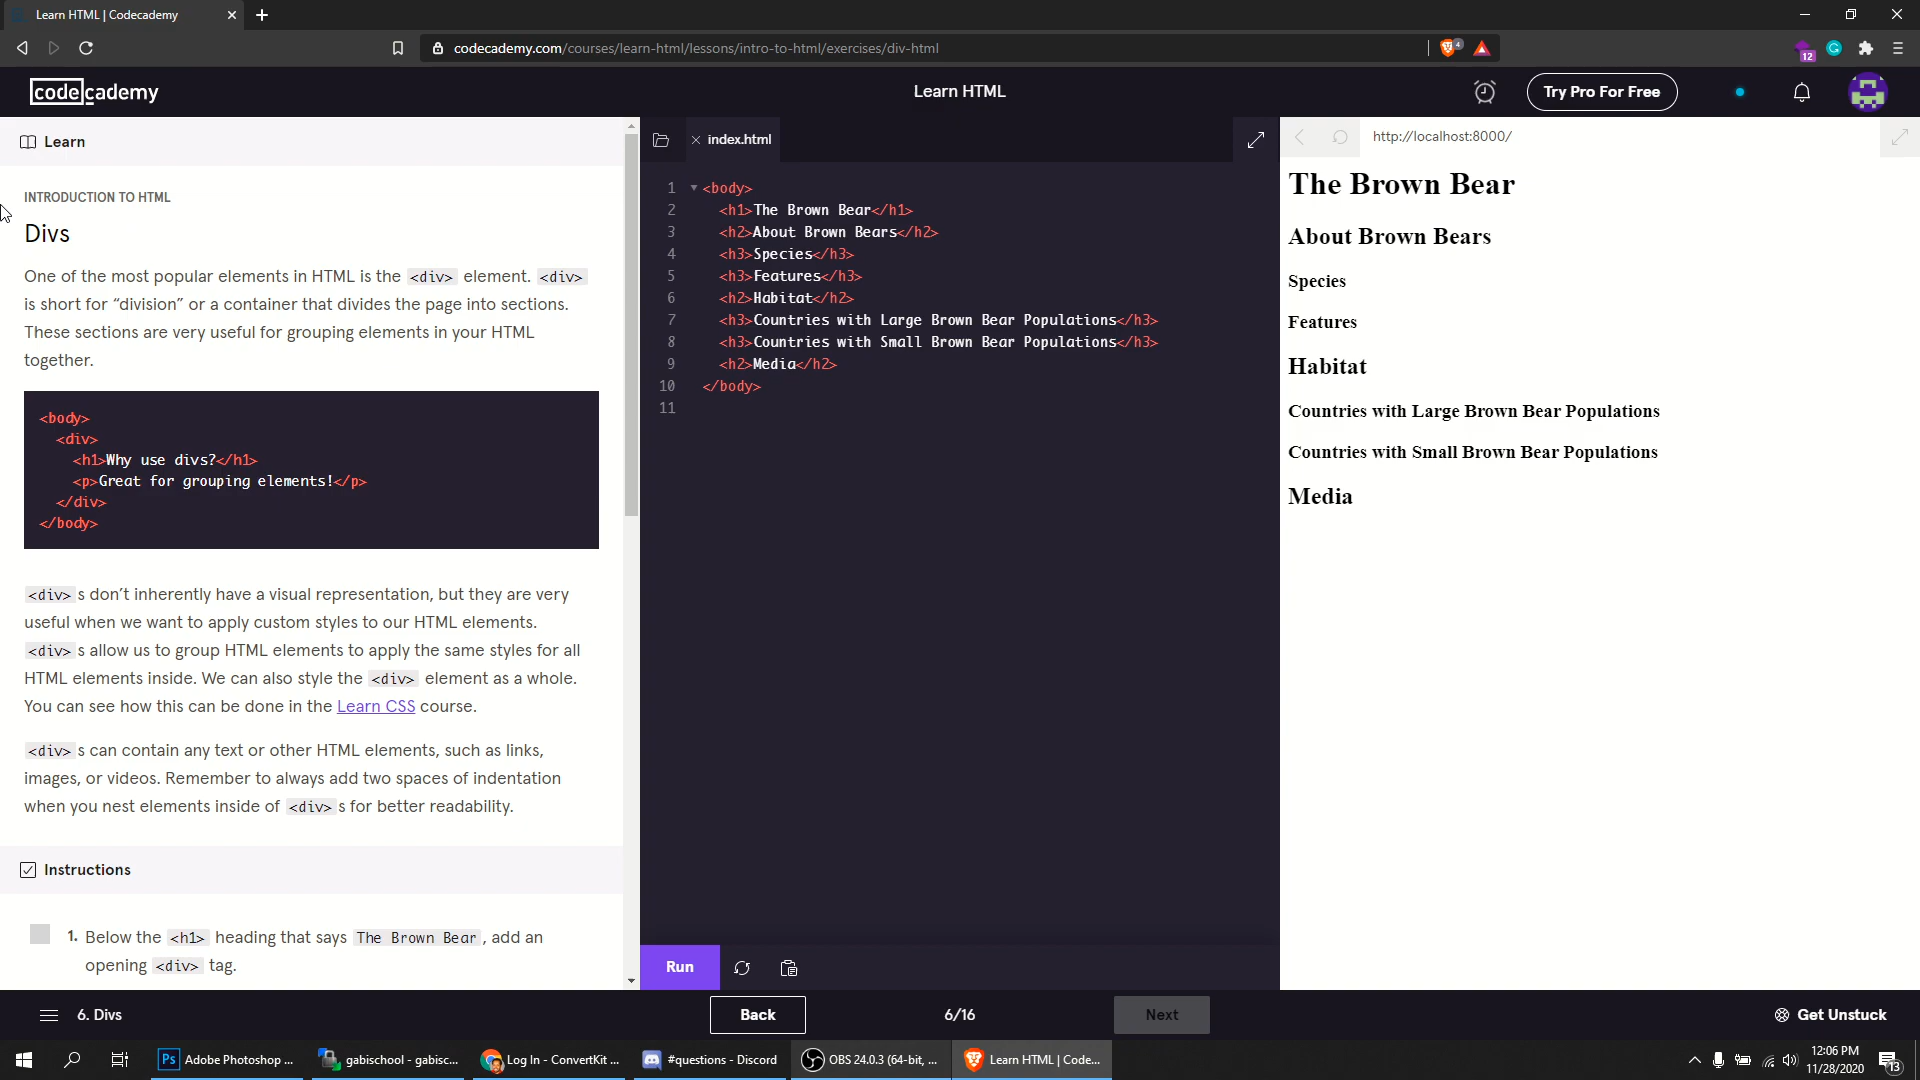 Learn HTML | Codecademy
codecademy.com/courses/learn-html/lessons/intro-to-html/exercises/div-html
4
12
codecademy
Learn HTML
Try Pro For Free
Learn
INTRODUCTION TO HTML
Divs
One of the most popular elements in HTML is the <div> element. <div>
is short for “division” or a container that divides the page into sections.
These sections are very useful for grouping elements in your HTML
together.
<body>
<div>
<h1>Why use divs?</h1>
<p>Great for grouping elements!</p>
</div>
</body>
<div> s don’t inherently have a visual representation, but they are very
useful when we want to apply custom styles to our HTML elements.
<div> s allow us to group HTML elements to apply the same styles for all
HTML elements inside. We can also style the <div> element as a whole.
You can see how this can be done in the Learn CSS course.
<div> s can contain any text or other HTML elements, such as links,
images, or videos. Remember to always add two spaces of indentation
when you nest elements inside of <div> s for better readability.
Instructions
1. Below the <h1> heading that says The Brown Bear, add an
opening <div> tag.
index.html
1 <body>
2 <h1>The Brown Bear</h1>
3 <h2>About Brown Bears</h2>
4 <h3>Species</h3>
5 <h3>Features</h3>
6 <h2>Habitat</h2>
7 <h3>Countries with Large Brown Bear Populations</h3>
8 <h3>Countries with Small Brown Bear Populations</h3>
9 <h2>Media</h2>
10 </body>
11
Run
http://localhost:8000/
The Brown Bear
About Brown Bears
Species
Features
Habitat
Countries with Large Brown Bear Populations
Countries with Small Brown Bear Populations
Media
6. Divs
Back
6/16
Next
Get Unstuck
Ps
Adobe Photoshop ...
gabischool - gabisc...
Log In - ConvertKit ...
#questions - Discord
OBS 24.0.3 (64-bit, ...
Learn HTML | Code...
12:06 PM
11/28/2020
13